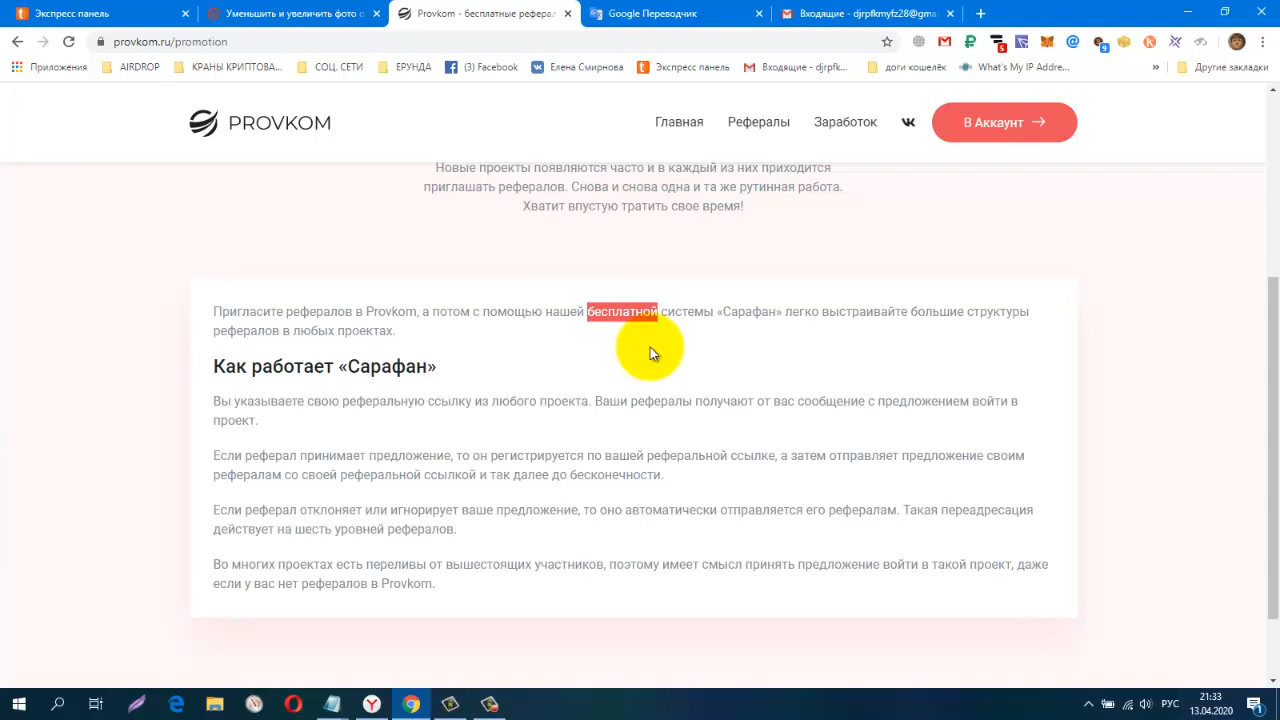 Экспресс панель
Уменьшить и увеличить фото о
Provkom - бесплатные реферал
Google Переводчик
Входящие - djrpfkmyfz28@gma
provkom.ru/promotion
5
9
Приложения
AIRDROP
КРАНЫ КРИПТОВА...
СОЦ. СЕТИ
ЕРУНДА
(3) Facebook
Елена Смирнова
Экспресс панель
Входящие - djrpfk...
доги кошелёк
What's My IP Addre...
»
Другие закладки
PROVKOM
Главная
Рефералы
Заработок
В Аккаунт →
Новые проекты появляются часто и в каждый из них приходится
приглашать рефералов. Снова и снова одна и та же рутинная работа.
Хватит впустую тратить свое время!
Пригласите рефералов в Provkom, а потом с помощью нашей бесплатной системы «Сарафан» легко выстраивайте большие структуры
рефералов в любых проектах.
Как работает «Сарафан»
Вы указываете свою реферальную ссылку из любого проекта. Ваши рефералы получают от вас сообщение с предложением войти в
проект.
Если реферал принимает предложение, то он регистрируется по вашей реферальной ссылке, а затем отправляет предложение своим
рефералам со своей реферальной ссылкой и так далее до бесконечности.
Если реферал отклоняет или игнорирует ваше предложение, то оно автоматически отправляется его рефералам. Такая переадресация
действует на шесть уровней рефералов.
Во многих проектах есть переливы от вышестоящих участников, поэтому имеет смысл принять предложение войти в такой проект, даже
если у вас нет рефералов в Provkom.
РУС
21:33
13.04.2020
1